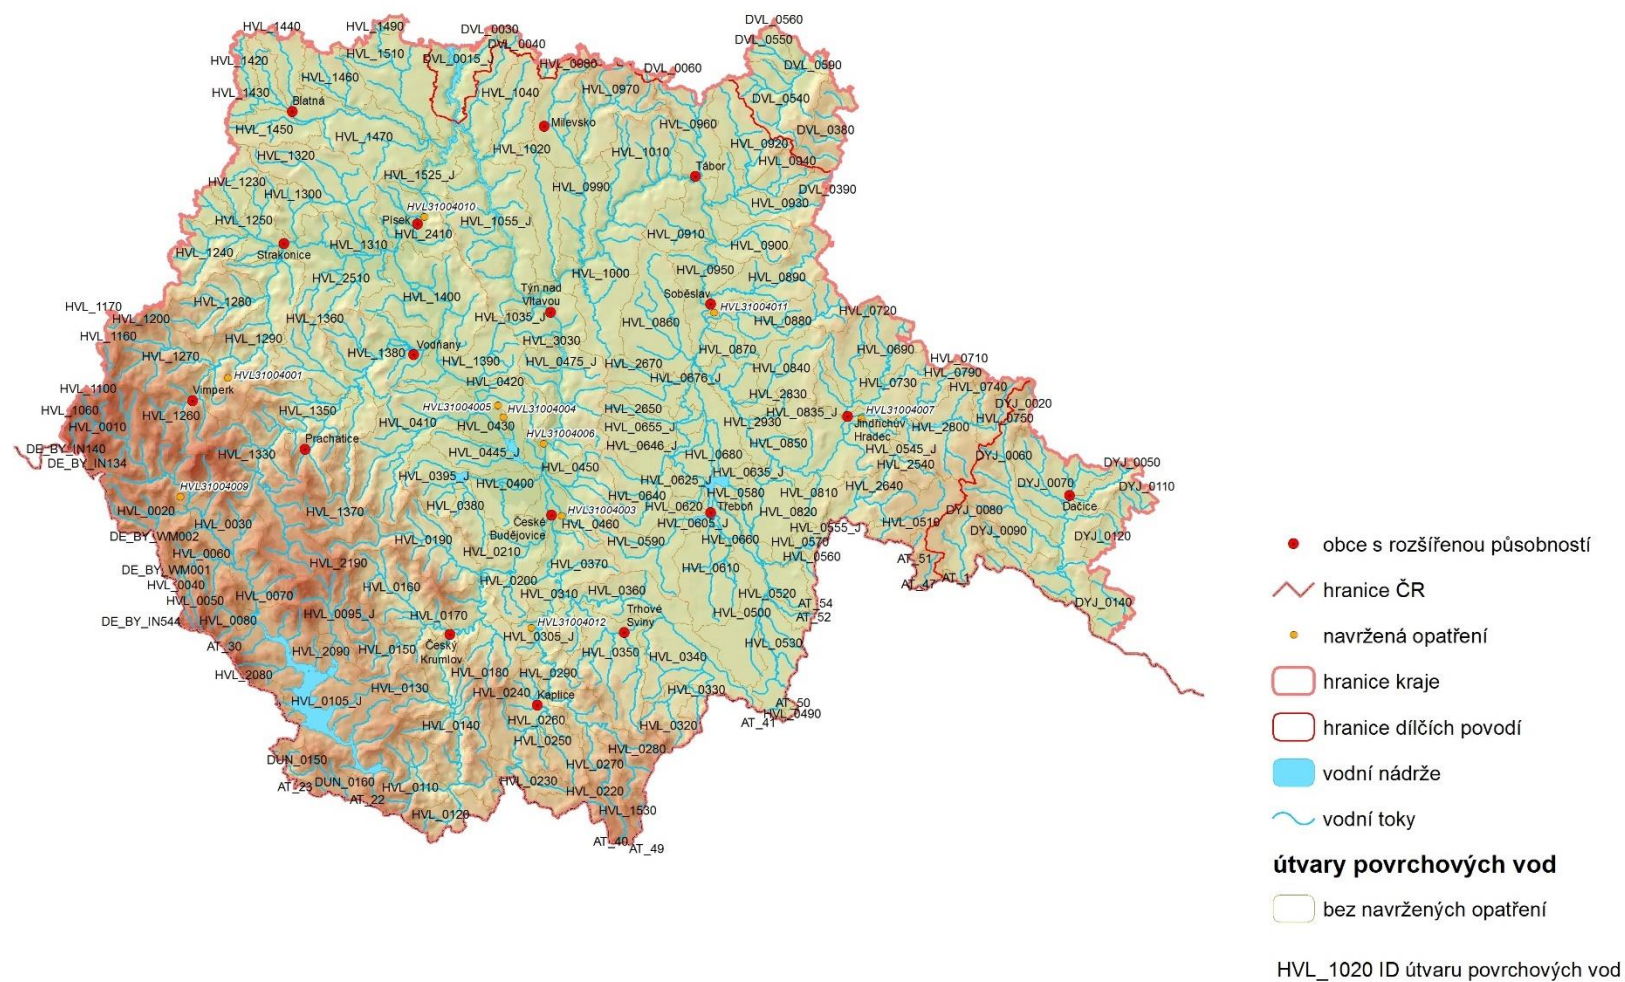 HVL_1440
HVL_1490
DVL_0030
DVL_0560
DVL_0040
DVL_0550
HVL_1510
HVL_1420
DVL_0015_J
HVL_0980
DVL_0060
DVL_0590
HVL_1460
HVL_1430
HVL_1040
HVL_0970
DVL_0540
Blatná
Milevsko
HVL_0960
HVL_1450
HVL_1470
DVL_0380
HVL_0920
HVL_1020
HVL_1010
HVL_1320
HVL_0940
Tábor
HVL_1230
HVL_1525_J
HVL_0990
DVL_0390
HVL_1300
HVL_0930
HVL31004010
HVL_1250
Písek
HVL_1055_J
HVL_2410
HVL_0910
HVL_1310
HVL_0900
HVL_1240
Strakonice
HVL_0950
HVL_1000
HVL_0890
HVL_2510
Týn nad
Vltavou
Soběslav
HVL_1400
HVL_1280
HVL_1170
HVL31004011
HVL_0720
HVL_1200
HVL_1360
HVL_1035_J
HVL_0860
HVL_0880
HVL_1160
HVL_1290
HVL_3030
Vodňany
HVL_1270
HVL_1380
HVL_1390
HVL_0475_J
HVL_2670
HVL_0870
HVL_0690
HVL_0710
HVL_0840
HVL_0790
HVL31004001
HVL_0420
HVL_0676_J
HVL_0730
HVL_0740
HVL_1100
Vimperk
HVL_2830
DYJ_0020
HVL_1060
HVL_1260
HVL_1350
HVL31004005
HVL31004004
HVL_2650
HVL_0835_J
HVL31004007
HVL_0750
HVL_0010
HVL_0410
HVL_0430
HVL_0655_J
HVL_2930
Jindřichův
Hradec
HVL_2800
Prachatice
HVL31004006
HVL_0646_J
HVL_0850
DE_BY_IN140
HVL_1330
HVL_0445_J
HVL_0680
HVL_0545_J
DYJ_0060
DE_BY_IN134
HVL_0450
HVL_2540
DYJ_0050
HVL31004009
HVL_0395_J
HVL_0400
HVL_0625_J
HVL_0635_J
HVL_2640
DYJ_0070
DYJ_0110
HVL_0640
HVL_0580
HVL_0810
Dačice
HVL_0020
HVL_1370
HVL_0380
HVL_0620
Třeboň
HVL_0820
DYJ_0080
HVL_0030
České
Budějovice
HVL31004003
HVL_0460
HVL_0605_J
HVL_0555_J
HVL_0510
DYJ_0090
DE_BY_WM002
HVL_0190
HVL_0590
HVL_0660
HVL_0570
DYJ_0120
HVL_0060
HVL_0210
HVL_0560
AT_51
DE_BY_WM001
HVL_2190
HVL_0370
HVL_0610
HVL_0040
HVL_0160
HVL_0200
AT_47
AT_1
HVL_0050
HVL_0070
HVL_0310
HVL_0360
HVL_0520
AT_54
DYJ_0140
DE_BY_IN544
HVL_0080
HVL_0095_J
HVL_0170
HVL31004012
Trhové
Sviny
HVL_0500
AT_52
HVL_0305_J
AT_30
HVL_2090
HVL_0150
Český
Krumlov
HVL_0350
HVL_0340
HVL_0530
HVL_2080
HVL_0180
HVL_0290
HVL_0105_J
HVL_0130
HVL_0240
Kaplice
HVL_0330
AT_50
HVL_0140
HVL_0260
HVL_0320
AT_41
HVL_0490
HVL_0250
HVL_0280
DUN_0150
HVL_0270
AT_23
DUN_0160
HVL_0110
HVL_0230
HVL_0220
AT_22
HVL_0120
HVL_1530
AT_40
AT_49
obce s rozšířenou působností
hranice ČR
navržená opatření
hranice kraje
hranice dílčích povodí
vodní nádrže
vodní toky
útvary povrchových vod
bez navržených opatření
HVL_1020 ID útvaru povrchových vod